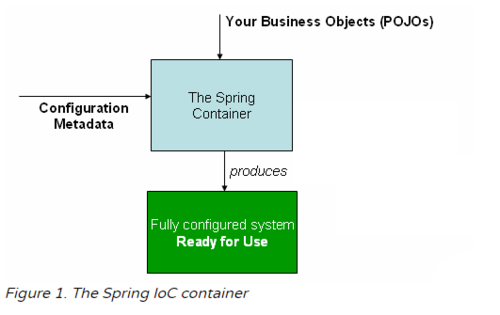 Your Business Objects (POJOs)
The Spring
Container
Configuration
Metadata
produces
Fully configured system
Ready for Use
Figure 1. The Spring IoC container